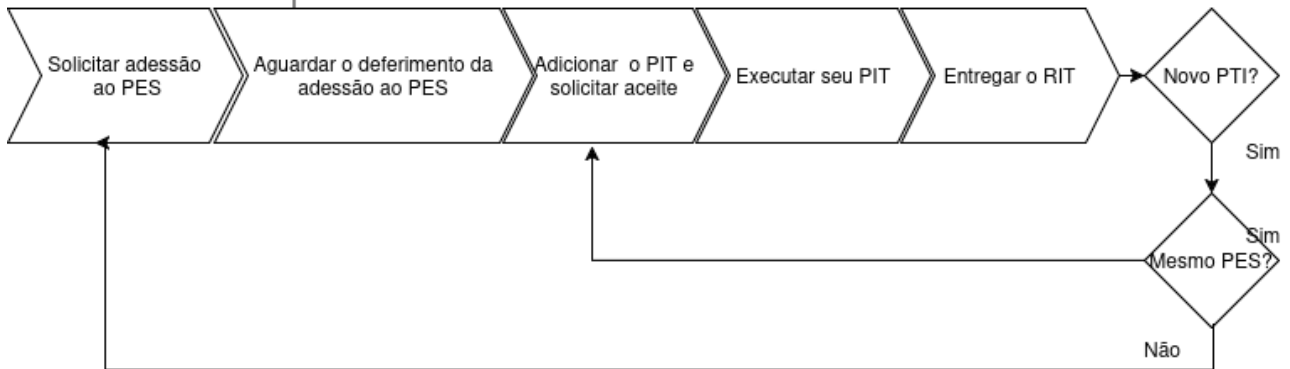 Solicitar adessão
ao PES
Aguardar o deferimento da
adessão ao PES
Adicionar o PIT e
solicitar aceite
Executar seu PIT
Entregar o RIT
Novo PTI?
Sim
Sim
Mesmo PES?
Não